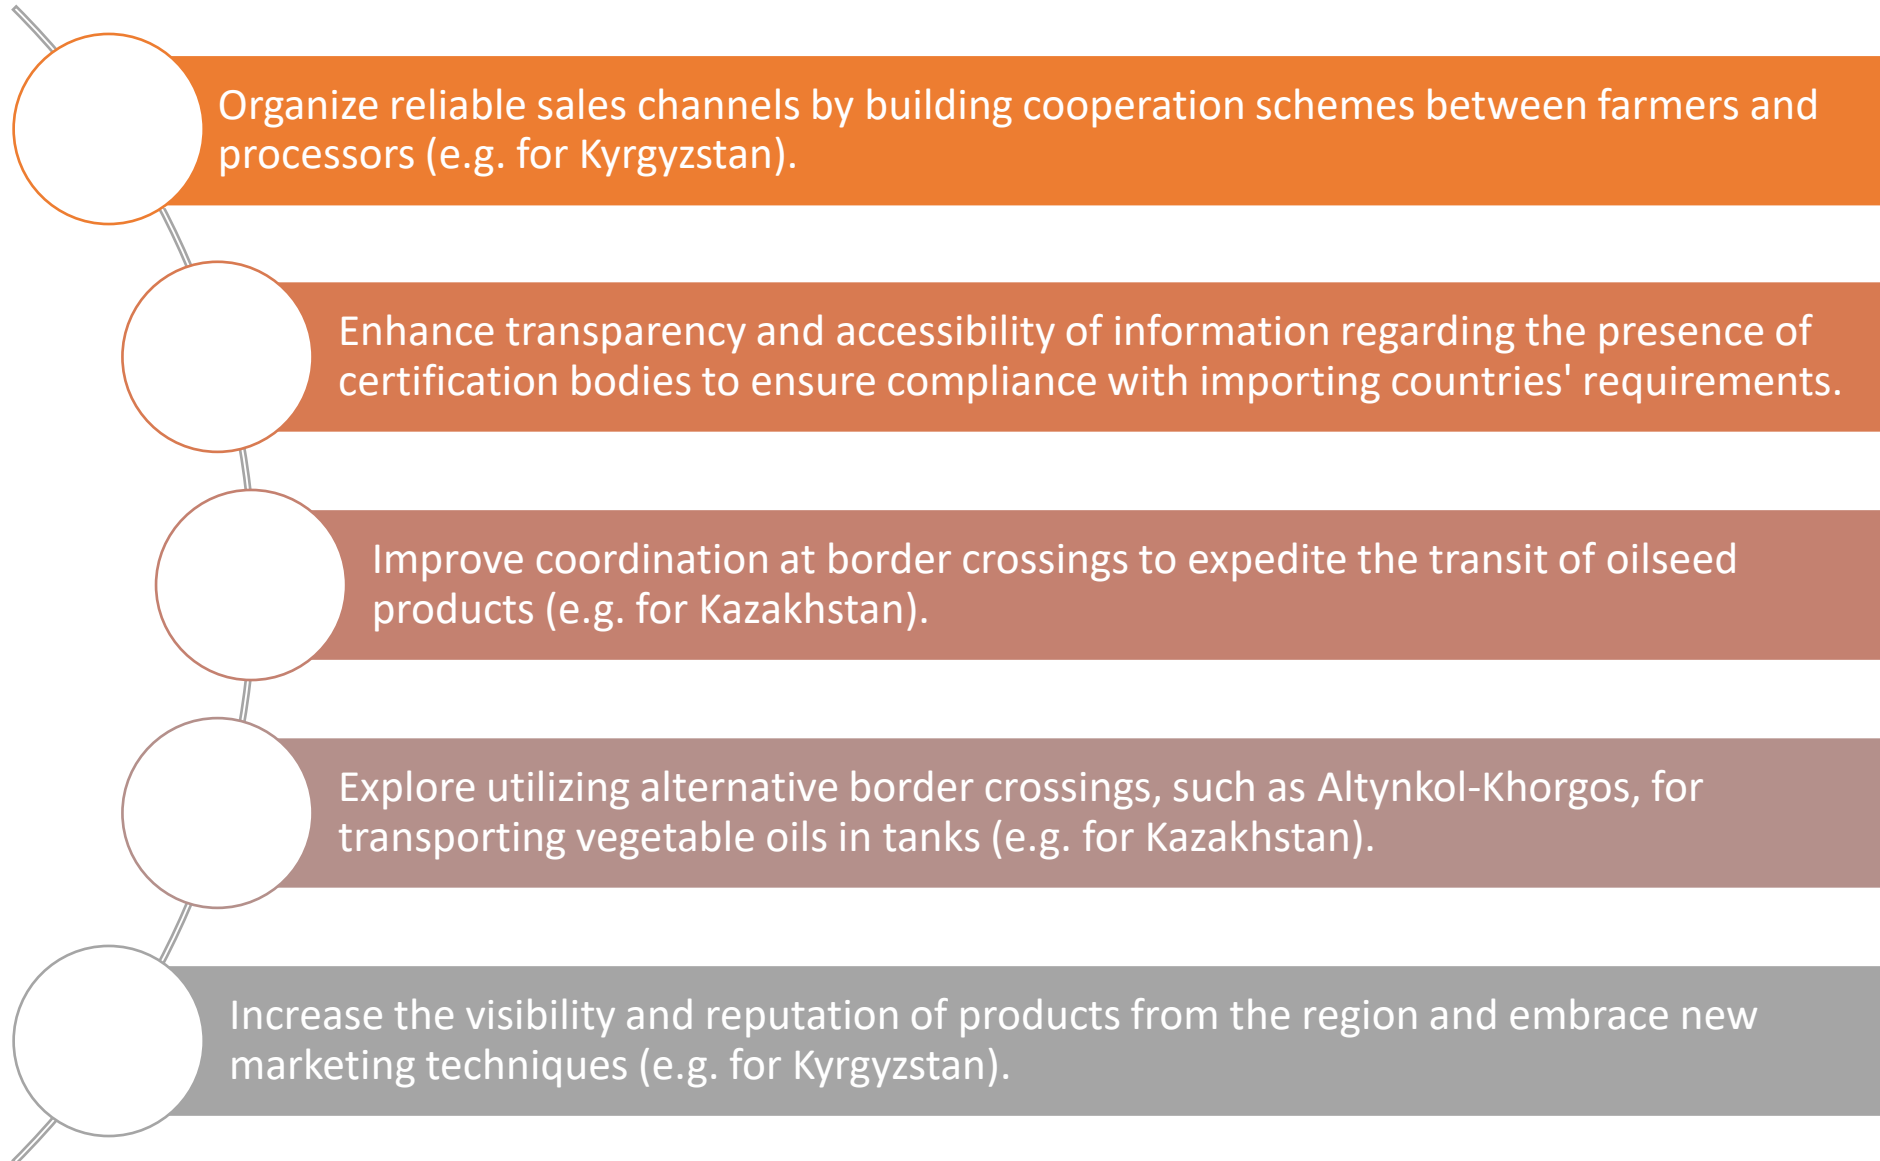 Organize reliable sales channels by building cooperation schemes between farmers and
processors (e.g. for Kyrgyzstan).
Enhance transparency and accessibility of information regarding the presence of
certification bodies to ensure compliance with importing countries' requirements.
Improve coordination at border crossings to expedite the transit of oilseed
products (e.g. for Kazakhstan).
Explore utilizing alternative border crossings, such as Altynkol-Khorgos, for
transporting vegetable oils in tanks (e.g. for Kazakhstan).
Increase the visibility and reputation of products from the region and embrace new
marketing techniques (e.g. for Kyrgyzstan).